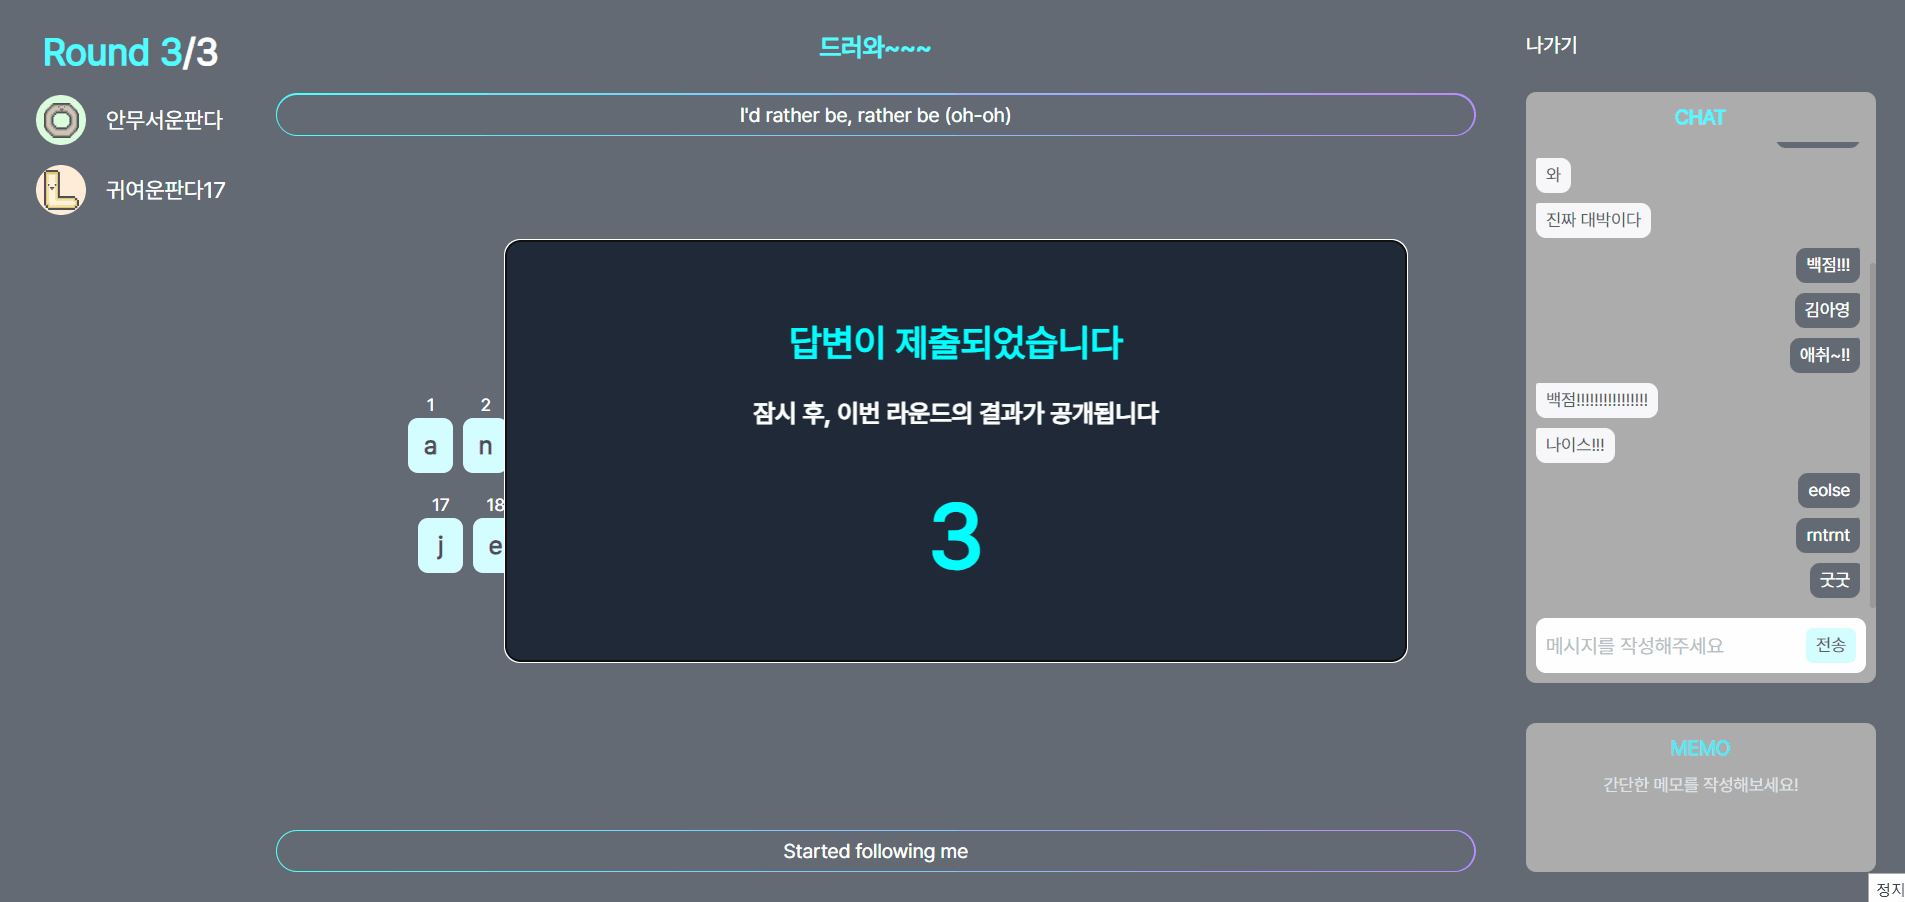 Round 3/3
드러와~~~
나가기
안무서운판다
귀여운판다17
I'd rather be, rather be (oh-oh)
1 2
a n
17 18
j e
답변이 제출되었습니다
잠시 후, 이번 라운드의 결과가 공개됩니다
3
Started following me
CHAT
와
진짜 대박이다
백점!!!
김아영
애취~!!
백점!!!!!!!!!!!!!!!!
나이스!!!
eolse
rntrnt
굿굿
메시지를 작성해주세요
전송
MEMO
간단한 메모를 작성해보세요!
정지